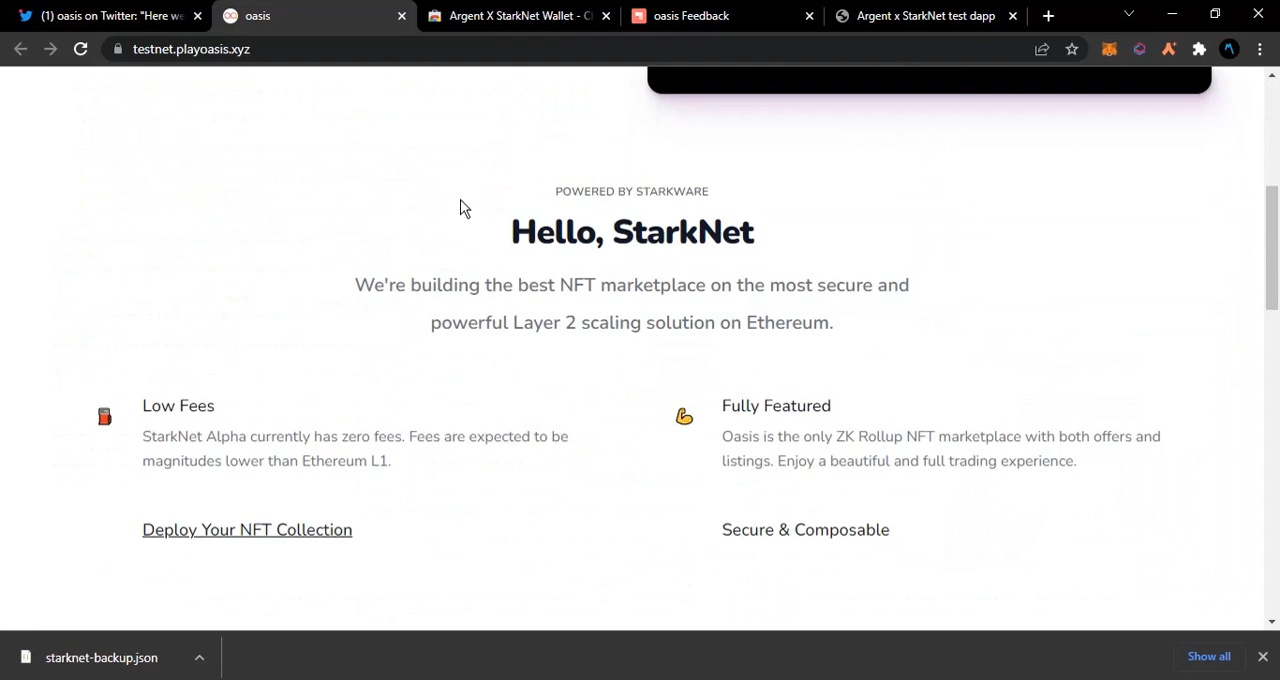 (1) oasis on Twitter: "Here we
oasis
Argent X StarkNet Wallet - C
oasis Feedback
Argent x StarkNet test dapp
testnet.playoasis.xyz
POWERED BY STARKWARE
Hello, StarkNet
We're building the best NFT marketplace on the most secure and
powerful Layer 2 scaling solution on Ethereum.
Low Fees
StarkNet Alpha currently has zero fees. Fees are expected to be
magnitudes lower than Ethereum L1.
Fully Featured
Oasis is the only ZK Rollup NFT marketplace with both offers and
listings. Enjoy a beautiful and full trading experience.
Deploy Your NFT Collection
Secure & Composable
starknet-backup.json
Show all